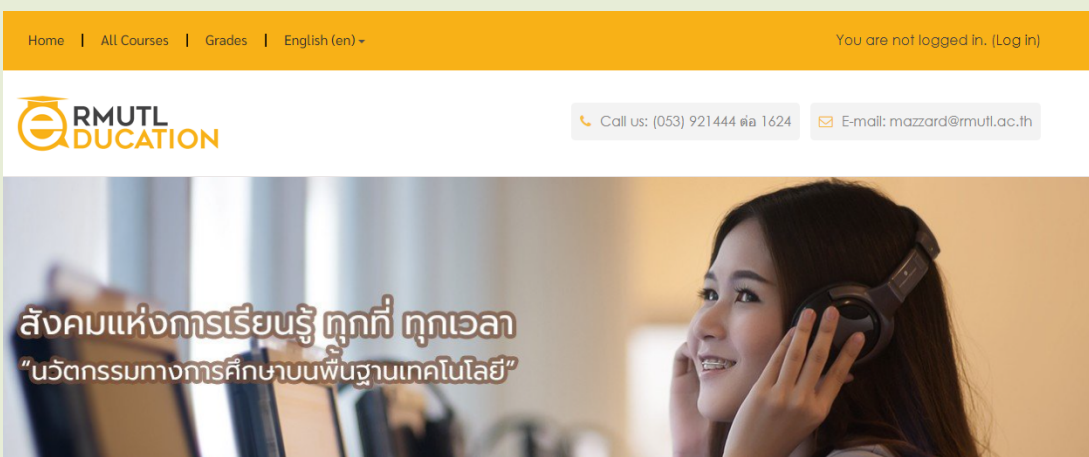 Home | All Courses | Grades | English (en)
You are not logged in. (Log in)
RMUTL
eDUCATION
Call us: (053) 921444 ต่อ 1624
E-mail: mazzard@rmutl.ac.th
สังคมแห่งการเรียนรู้ ทุกที่ ทุกเวลา
“นวัตกรรมทางการศึกษาบนพื้นฐานเทคโนโลยี”